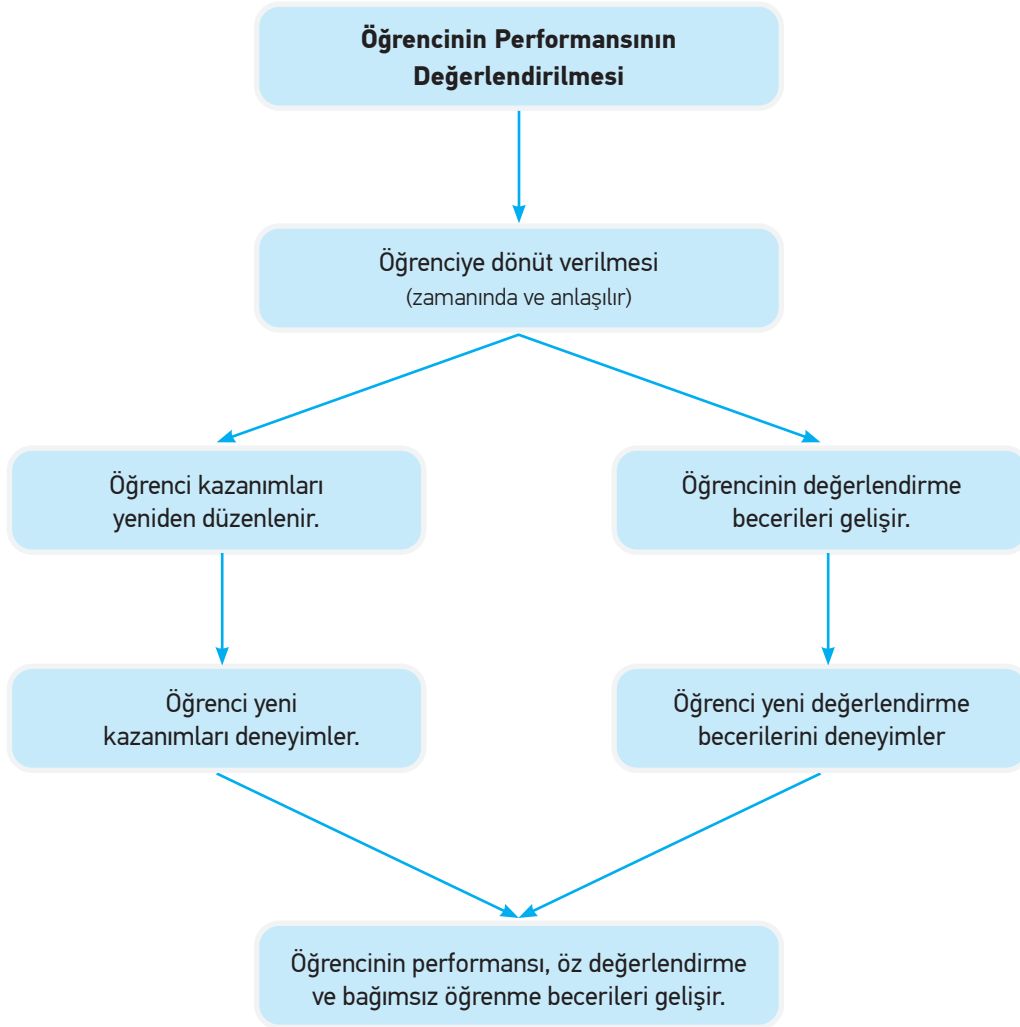 Öğrencinin Performansının
Değerlendirilmesi
Öğrenciye dönüt verilmesi
(zamanında ve anlaşılır)
Öğrenci kazanımları
yeniden düzenlenir.
Öğrencinin değerlendirme
becerileri gelişir.
Öğrenci yeni
kazanımları deneyimler.
Öğrenci yeni değerlendirme
becerilerini deneyimler
Öğrencinin performansı, öz değerlendirme
ve bağımsız öğrenme becerileri gelişir.